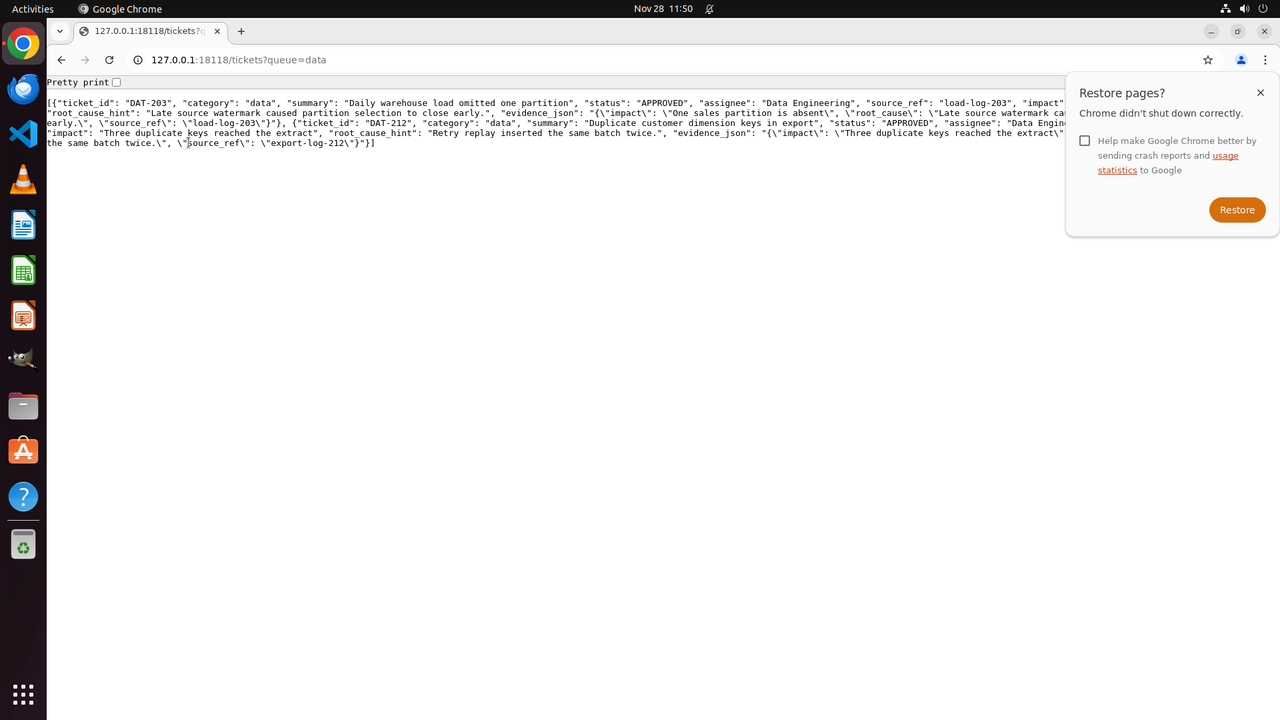 Activities
Google Chrome
Nov 28 11:50
127.0.0.1:18118/tickets?q
127.0.0.1:18118/tickets?queue=data
Pretty print
[{"ticket_id": "DAT-203", "category": "data", "summary": "Daily warehouse load omitted one partition", "status": "APPROVED", "assignee": "Data Engineering", "source_ref": "load-log-203", "impact"
"root_cause_hint": "Late source watermark caused partition selection to close early.", "evidence_json": "{\"impact\": \"One sales partition is absent\", \"root_cause\": \"Late source watermark ca
early.\", \"source_ref\": \"load-log-203\"}"}, {"ticket_id": "DAT-212", "category": "data", "summary": "Duplicate customer dimension keys in export", "status": "APPROVED", "assignee": "Data Engin
"impact": "Three duplicate keys reached the extract", "root_cause_hint": "Retry replay inserted the same batch twice.", "evidence_json": "{\"impact\": \"Three duplicate keys reached the extract\"
the same batch twice.\", \"source_ref\": \"export-log-212\"}"}]
Restore pages?
Chrome didn't shut down correctly.
Help make Google Chrome better by
sending crash reports and usage
statistics to Google
Restore